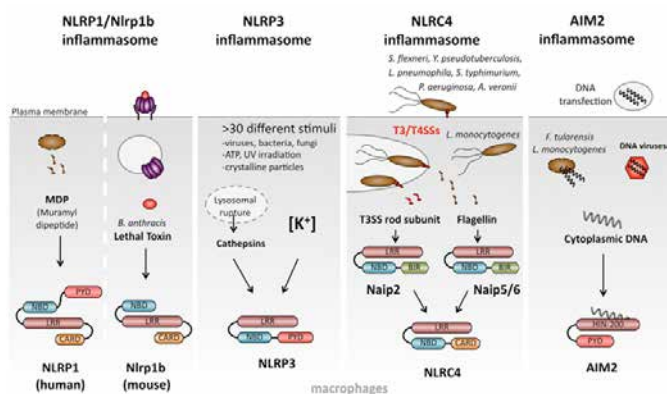 NLRP1/Nlrp1b
inflammasome
Plasma membrane
MDP
(Muramyl
dipeptide)
NBD
PYD
LRR
CARD
NLRP1
(human)
B. anthracis
Lethal Toxin
NBD
LRR
CARD
Nlrp1b
(mouse)
NLRP3
inflammasome
>30 different stimuli
-viruses, bacteria, fungi
-ATP, UV irradiation
-crystalline particles
Lysosomal
rupture
[K⁺]
Cathepsins
LRR
NBD
PYD
NLRP3
NLRC4
inflammasome
S. flexneri, Y. pseudotuberculosis,
L. pneumophila, S. typhimurium,
P. aeruginosa, A. veronii
T3/T4SSs
L. monocytogenes
T3SS rod subunit
Flagellin
LRR
NBD
BIR
LRR
NBD
BIR
Naip2
Naip5/6
LRR
NBD
CARD
NLRC4
AIM2
inflammasome
DNA
transfection
F. tularensis
L. monocytogenes
DNA viruses
Cytoplasmic DNA
HIN-200
PYD
AIM2
macrophages